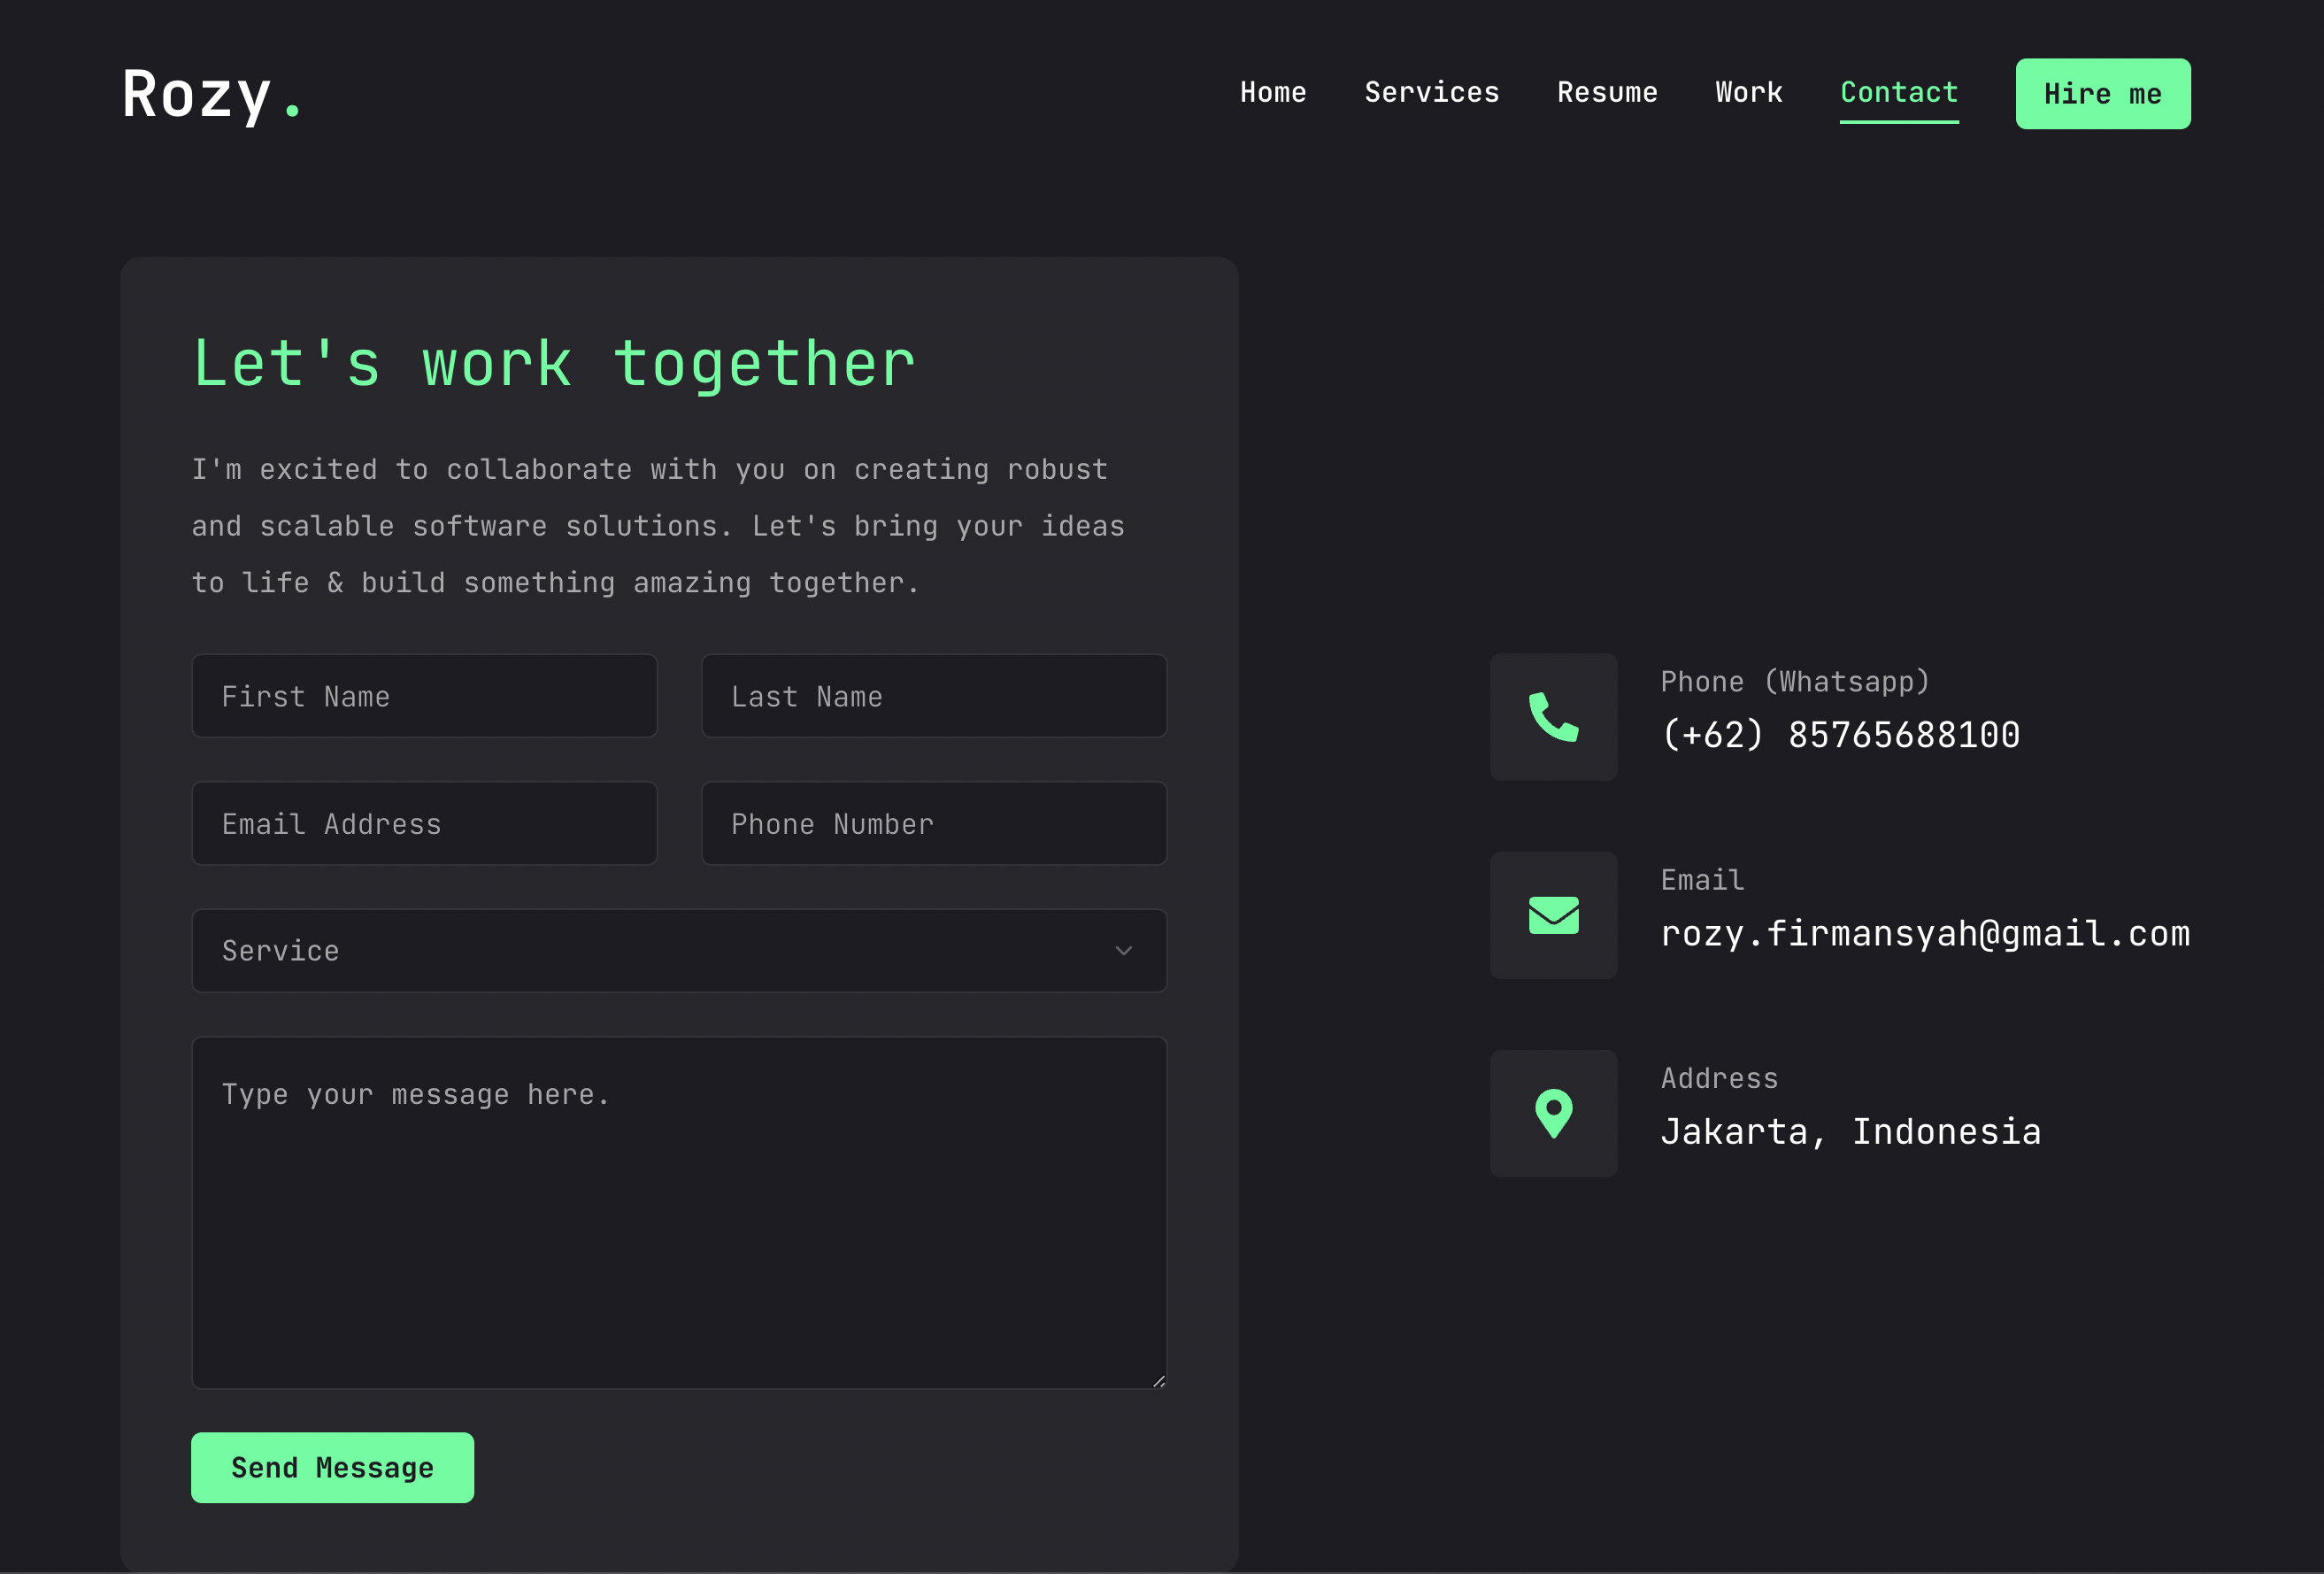 Rozy.
Home Services Resume Work Contact Hire me
Let's work together
I'm excited to collaborate with you on creating robust
and scalable software solutions. Let's bring your ideas
to life & build something amazing together.
First Name
Last Name
Email Address
Phone Number
Service
Type your message here.
Send Message
Phone (Whatsapp)
(+62) 85765688100
Email
rozy.firmansyah@gmail.com
Address
Jakarta, Indonesia